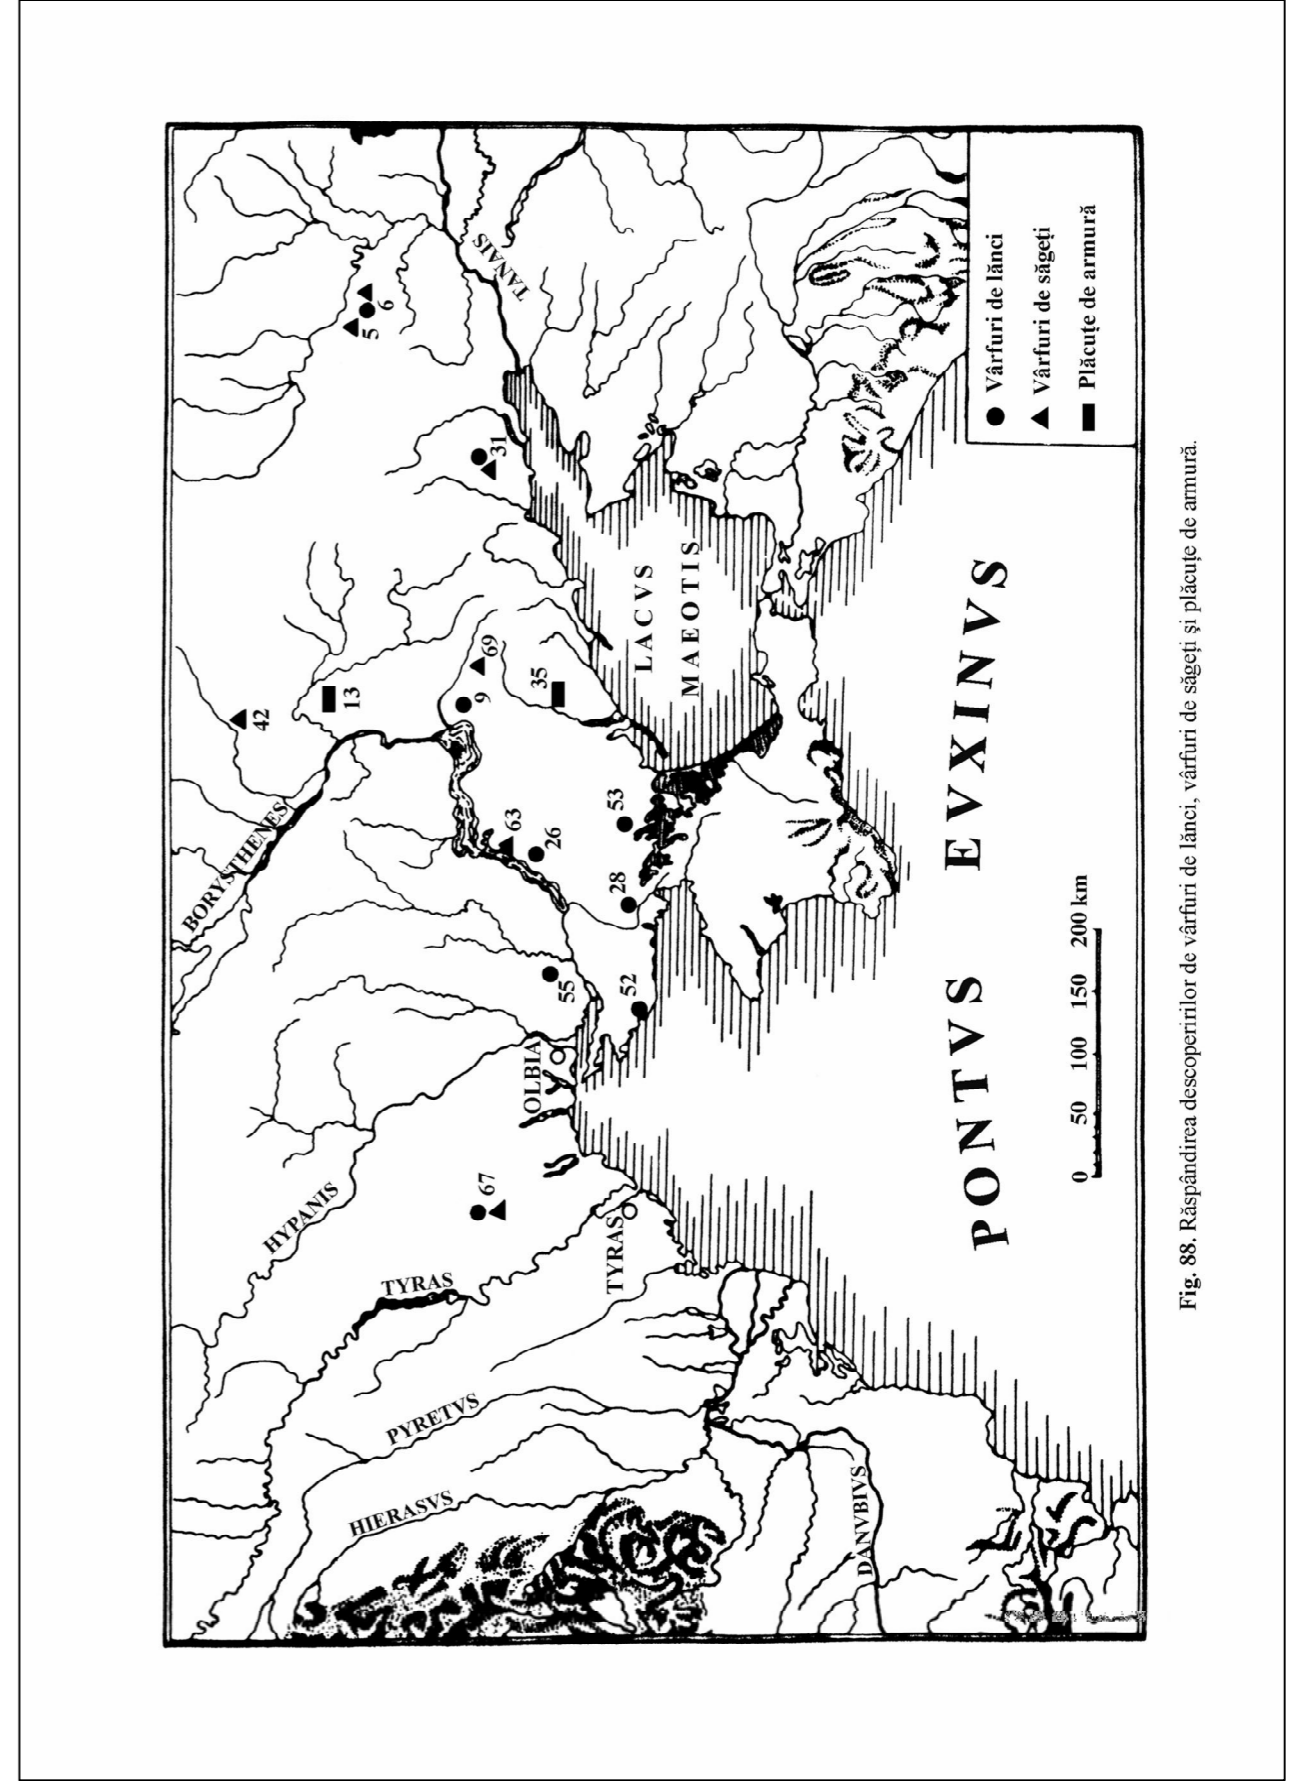 BORYSTHENES
42
13
5
6
TANAIS
31
69
9
35
63
26
53
28
55
52
OLBIA
HYPANIS
67
TYRAS
TYRAS
PYRETVS
HIERASVS
DANVBIVS
LACVS
MAEOTIS
PONTVS EVXINVS
0 50 100 150 200 km
Vârfuri de lănci
Vârfuri de săgeți
Plăcuțe de armură
Fig. 88. Răspândirea descoperirilor de vârfuri de lănci, vârfuri de săgeți și plăcuțe de armură.